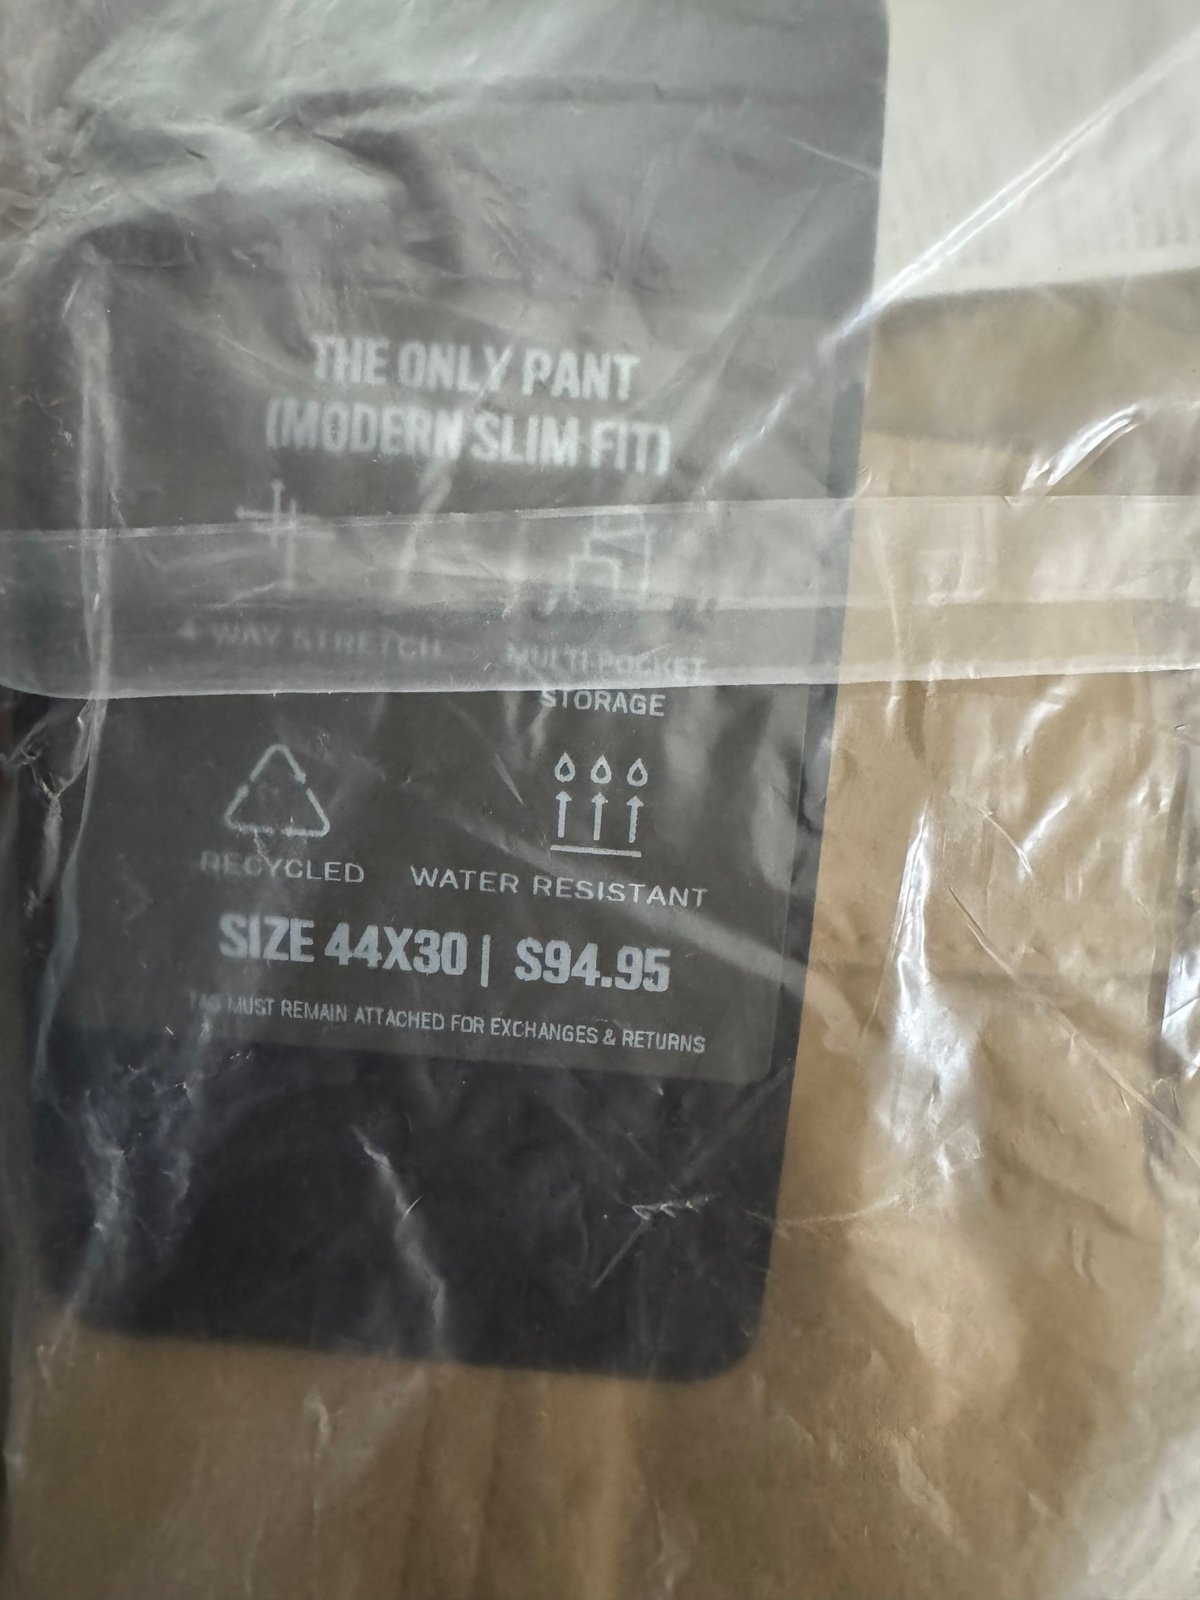 THE ONLY PANT
(MODERN SLIM FIT)
4-WAY STRETCH
MULTI POCKET
STORAGE
RECYCLED
WATER RESISTANT
SIZE 44X30 | $94.95
TAG MUST REMAIN ATTACHED FOR EXCHANGES & RETURNS